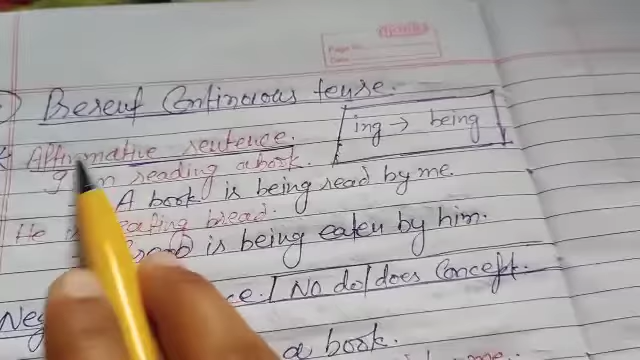 Present Continuous tense.
ing → being
Affirmative sentence.
reading a book.
A book is being read by me.
He is eating bread.
is being eaten by him.
No do/does Concept.
a book.